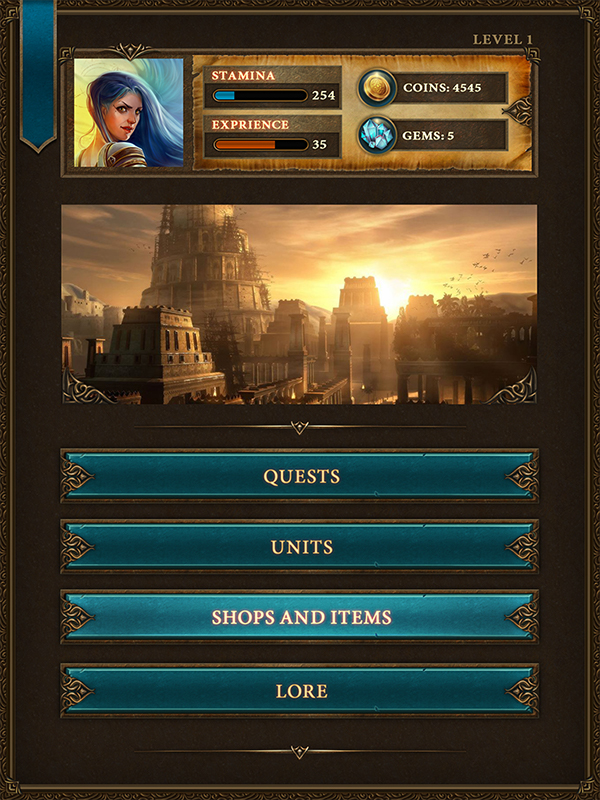 LEVEL 1
STAMINA
254
COINS: 4545
EXPRIENCE
35
GEMS: 5
QUESTS
UNITS
SHOPS AND ITEMS
LORE